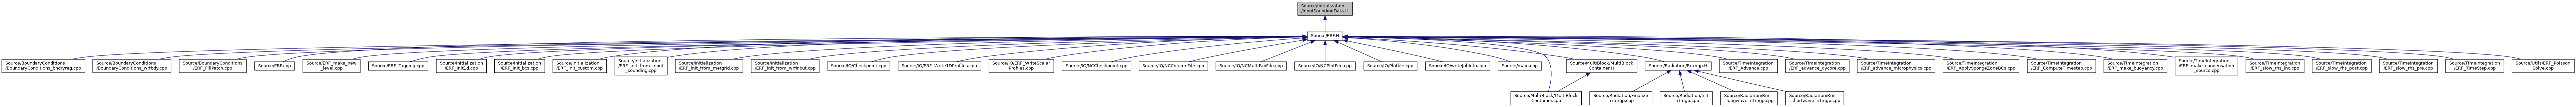 Source/Initialization
/InputSoundingData.H
Source/ERF.H
Source/BoundaryConditions
/BoundaryConditions_bndryreg.cpp
Source/BoundaryConditions
/BoundaryConditions_wrfbdy.cpp
Source/BoundaryConditions
/ERF_FillPatch.cpp
Source/ERF.cpp
Source/ERF_make_new
_level.cpp
Source/ERF_Tagging.cpp
Source/Initialization
/ERF_init1d.cpp
Source/Initialization
/ERF_init_bcs.cpp
Source/Initialization
/ERF_init_custom.cpp
Source/Initialization
/ERF_init_from_input
_sounding.cpp
Source/Initialization
/ERF_init_from_metgrid.cpp
Source/Initialization
/ERF_init_from_wrfinput.cpp
Source/IO/Checkpoint.cpp
Source/IO/ERF_Write1DProfiles.cpp
Source/IO/ERF_WriteScalar
Profiles.cpp
Source/IO/NCCheckpoint.cpp
Source/IO/NCColumnFile.cpp
Source/IO/NCMultiFabFile.cpp
Source/IO/NCPlotFile.cpp
Source/IO/Plotfile.cpp
Source/IO/writeJobInfo.cpp
Source/main.cpp
Source/MultiBlock/MultiBlock
Container.H
Source/Radiation/Rrtmgp.H
Source/TimeIntegration
/ERF_Advance.cpp
Source/TimeIntegration
/ERF_advance_dycore.cpp
Source/TimeIntegration
/ERF_advance_microphysics.cpp
Source/TimeIntegration
/ERF_ApplySpongeZoneBCs.cpp
Source/TimeIntegration
/ERF_ComputeTimestep.cpp
Source/TimeIntegration
/ERF_make_buoyancy.cpp
Source/TimeIntegration
/ERF_make_condensation
_source.cpp
Source/TimeIntegration
/ERF_slow_rhs_inc.cpp
Source/TimeIntegration
/ERF_slow_rhs_post.cpp
Source/TimeIntegration
/ERF_slow_rhs_pre.cpp
Source/TimeIntegration
/ERF_TimeStep.cpp
Source/Utils/ERF_Poisson
Solve.cpp
Source/MultiBlock/MultiBlock
Container.cpp
Source/Radiation/Finalize
_rrtmgp.cpp
Source/Radiation/Init
_rrtmgp.cpp
Source/Radiation/Run
_longwave_rrtmgp.cpp
Source/Radiation/Run
_shortwave_rrtmgp.cpp